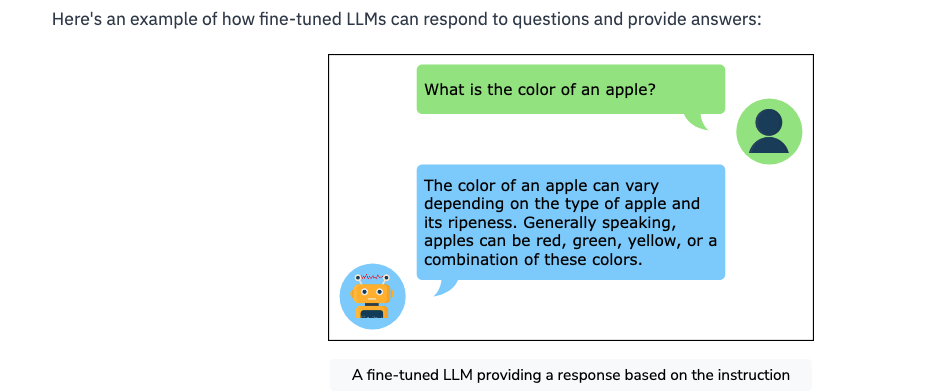 Here's an example of how fine-tuned LLMs can respond to questions and provide answers:
What is the color of an apple?
The color of an apple can vary
depending on the type of apple and
its ripeness. Generally speaking,
apples can be red, green, yellow, or a
combination of these colors.
A fine-tuned LLM providing a response based on the instruction